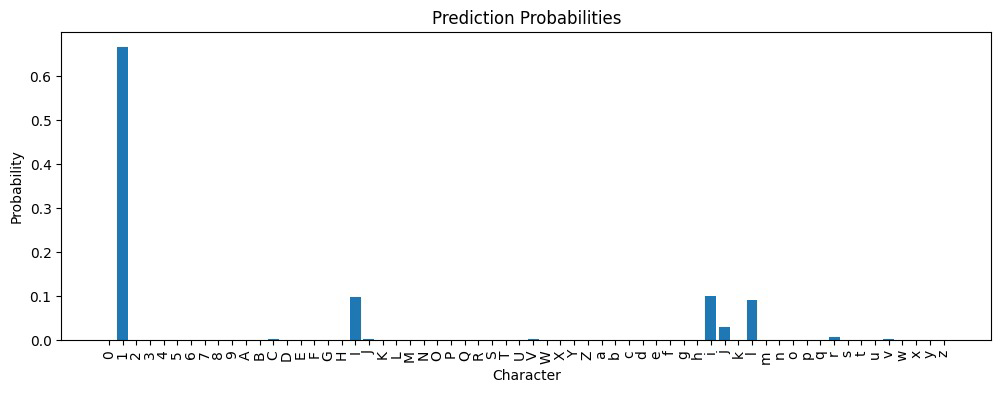 Prediction Probabilities
Probability
0.6
0.5
0.4
0.3
0.2
0.1
0.0
0 1 2 3 4 5 6 7 8 9 A B C D E F G H I J K L M N O P Q R S T U V W X Y Z a b c d e f g h i j k l m n o p q r s t u v w x y z
Character